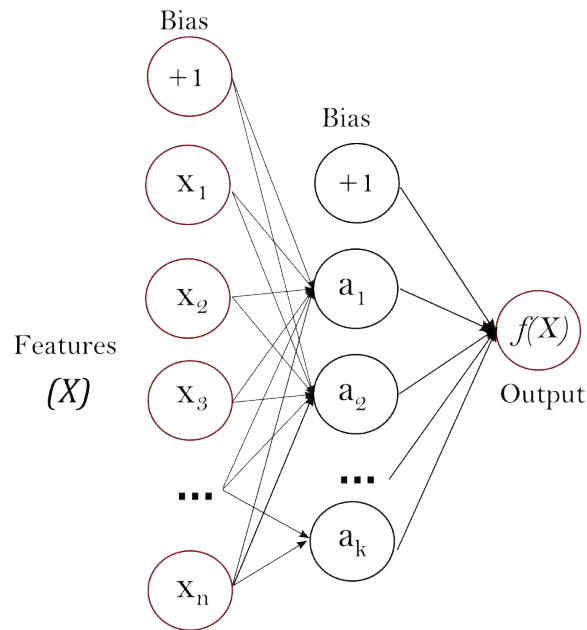 Bias
+1
x1
x2
x3
...
xn
Features
(X)
Bias
+1
a1
a2
...
ak
f(X)
Output